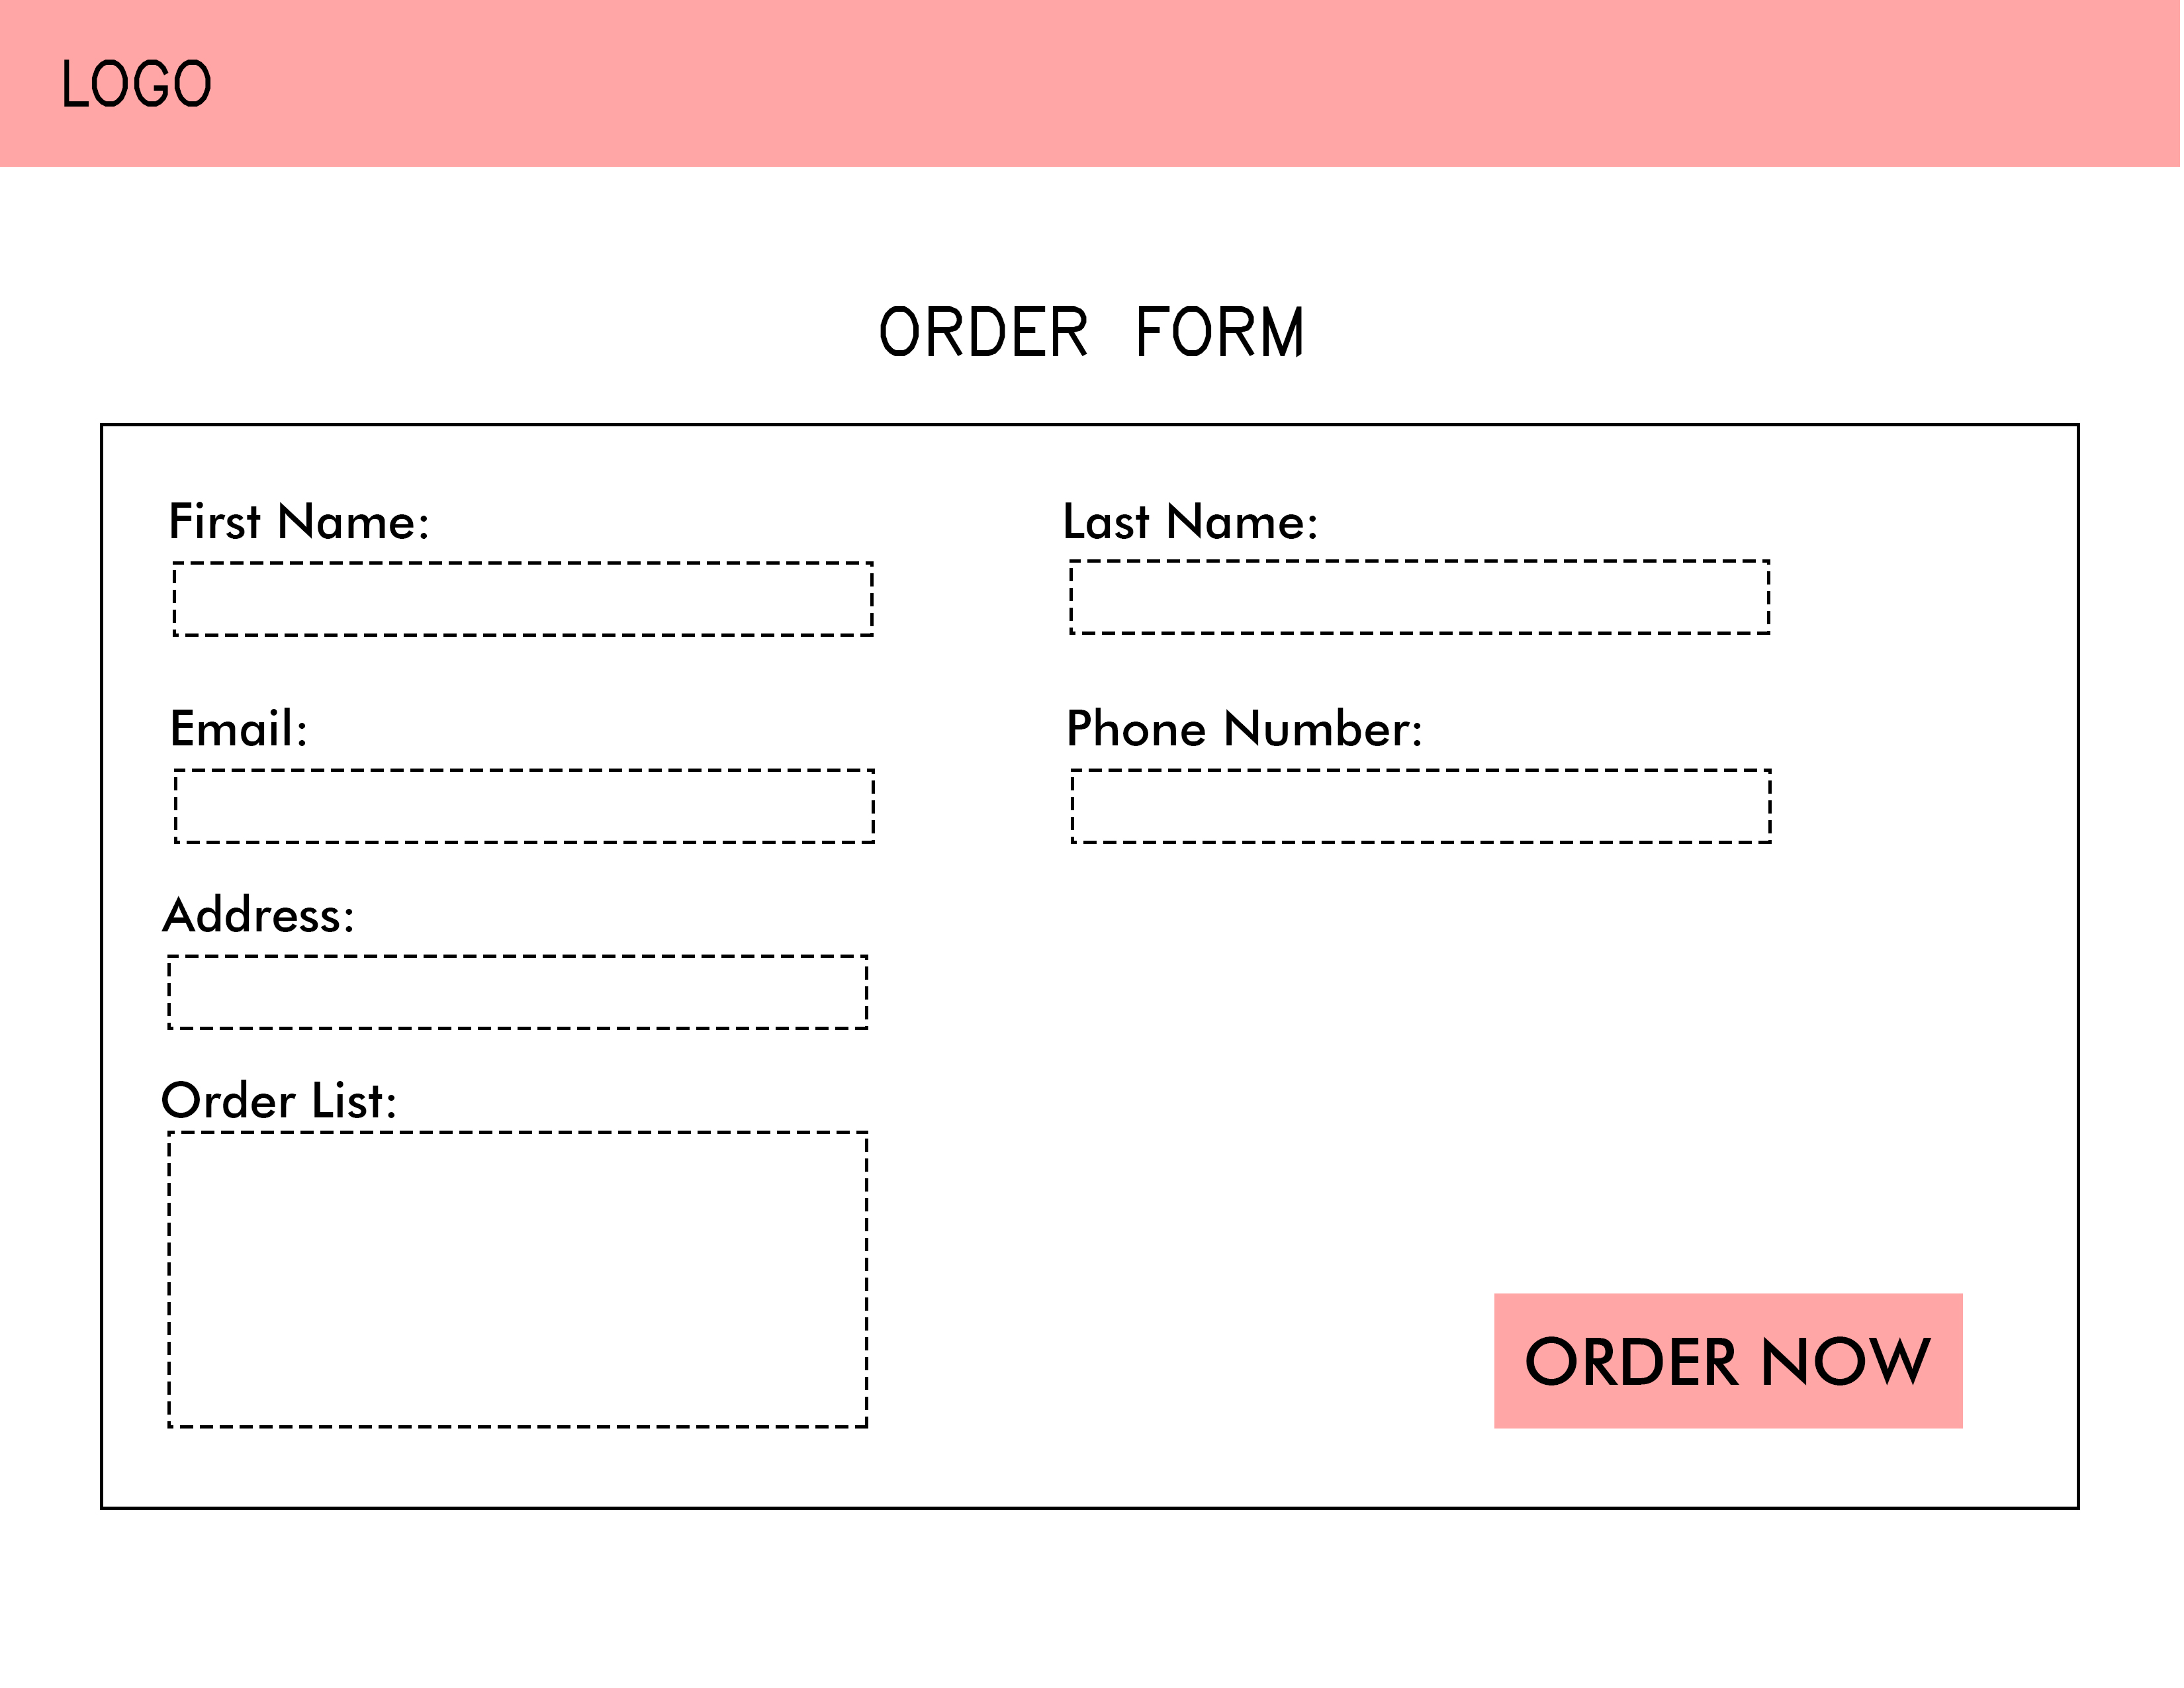 LOGO
ORDER FORM
First Name:
Last Name:
Email:
Phone Number:
Address:
Order List:
ORDER NOW